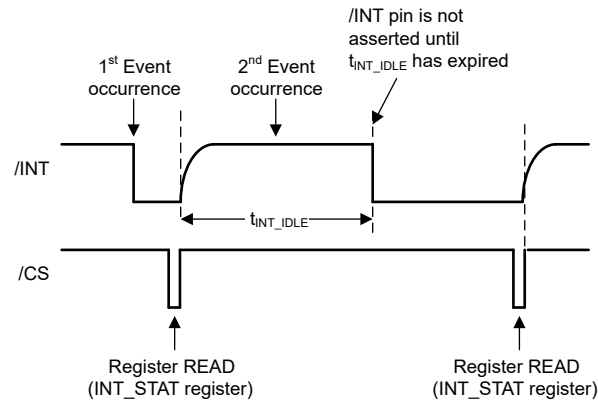 /INT pin is not
asserted until
tINT_IDLE has expired
1st Event
occurrence
2nd Event
occurrence
/INT
tINT_IDLE
/CS
Register READ
(INT_STAT register)
Register READ
(INT_STAT register)